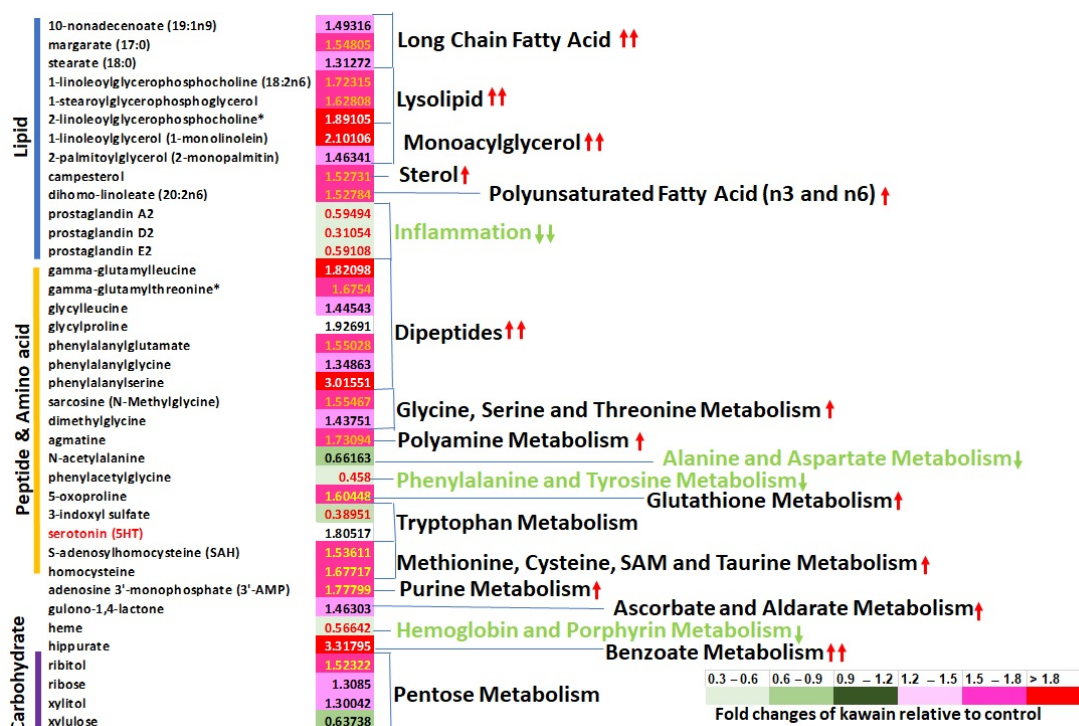 Lipid
10-nonadecenoate (19:1n9) 1.49316
margarate (17:0) 1.54805
stearate (18:0) 1.31272
Long Chain Fatty Acid ↑↑
1-linoleoylglycerophosphocholine (18:2n6) 1.72315
1-stearoylglycerophosphoglycerol 1.62808
2-linoleoylglycerophosphocholine* 1.89105
Lysolipid ↑↑
1-linoleoylglycerol (1-monolinolein) 2.10106
2-palmitoylglycerol (2-monopalmitin) 1.46341
Monoacylglycerol ↑↑
campesterol 1.52731 Sterol ↑
dihomo-linoleate (20:2n6) 1.52784 Polyunsaturated Fatty Acid (n3 and n6) ↑
prostaglandin A2 0.59494
prostaglandin D2 0.31054
prostaglandin E2 0.59108
Inflammation ↓↓
Peptide & Amino acid
gamma-glutamylleucine 1.82098
gamma-glutamylthreonine* 1.6754
glycylleucine 1.44543
glycylproline 1.92691
phenylalanylglutamate 1.55028
phenylalanylglycine 1.34863
phenylalanylserine 3.01551
Dipeptides ↑↑
sarcosine (N-Methylglycine) 1.55467
dimethylglycine 1.43751
Glycine, Serine and Threonine Metabolism ↑
agmatine 1.73094 Polyamine Metabolism ↑
N-acetylalanine 0.66163 Alanine and Aspartate Metabolism ↓
phenylacetylglycine 0.458 Phenylalanine and Tyrosine Metabolism ↓
5-oxoproline 1.60448 Glutathione Metabolism ↑
3-indoxyl sulfate 0.38951
serotonin (5HT) 1.80517
Tryptophan Metabolism
S-adenosylhomocysteine (SAH) 1.53611
homocysteine 1.67717
Methionine, Cysteine, SAM and Taurine Metabolism ↑
adenosine 3'-monophosphate (3'-AMP) 1.77799 Purine Metabolism ↑
gulono-1,4-lactone 1.46303 Ascorbate and Aldarate Metabolism ↑
heme 0.56642 Hemoglobin and Porphyrin Metabolism ↓
hippurate 3.31795 Benzoate Metabolism ↑↑
Carbohydrate
ribitol 1.52322
ribose 1.3085
xylitol 1.30042
xylulose 0.63738
Pentose Metabolism
0.3 – 0.6 0.6 – 0.9 0.9 – 1.2 1.2 – 1.5 1.5 – 1.8 > 1.8
Fold changes of kawain relative to control